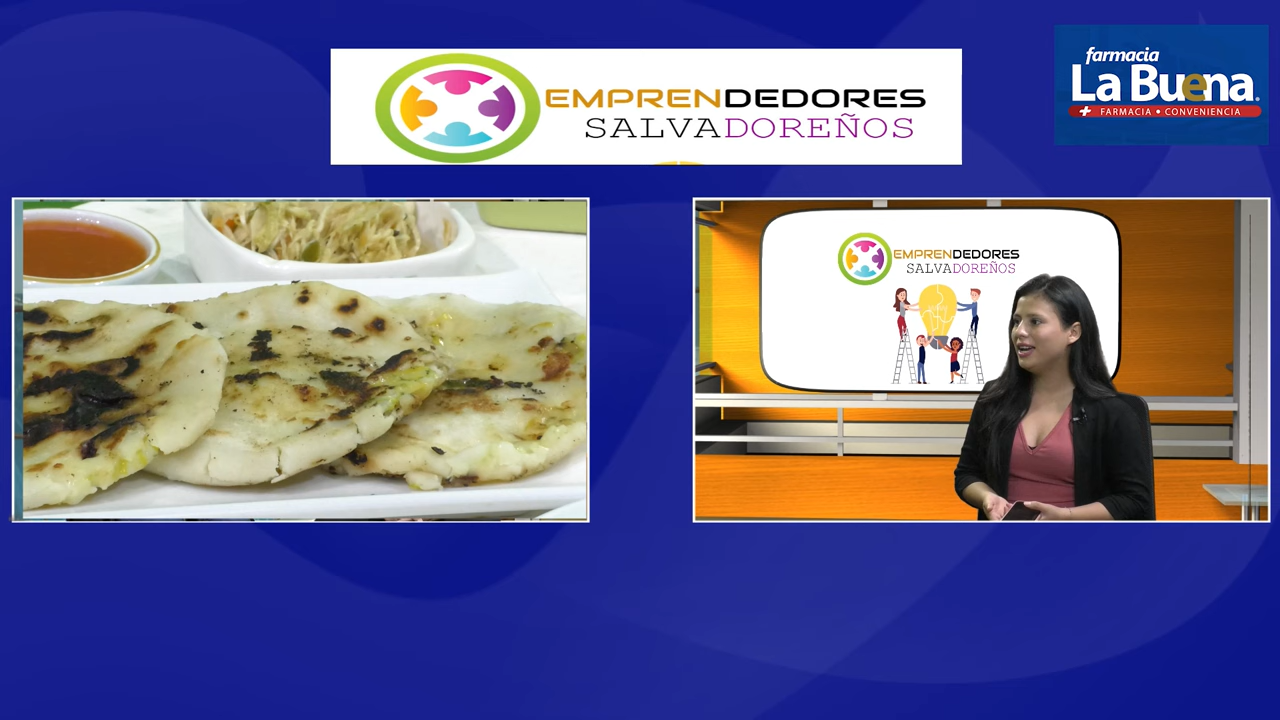 EMPRENDEDORES
SALVADOREÑOS
farmacia
La Buena.
FARMACIA • CONVENIENCIA
EMPRENDEDORES
SALVADOREÑOS